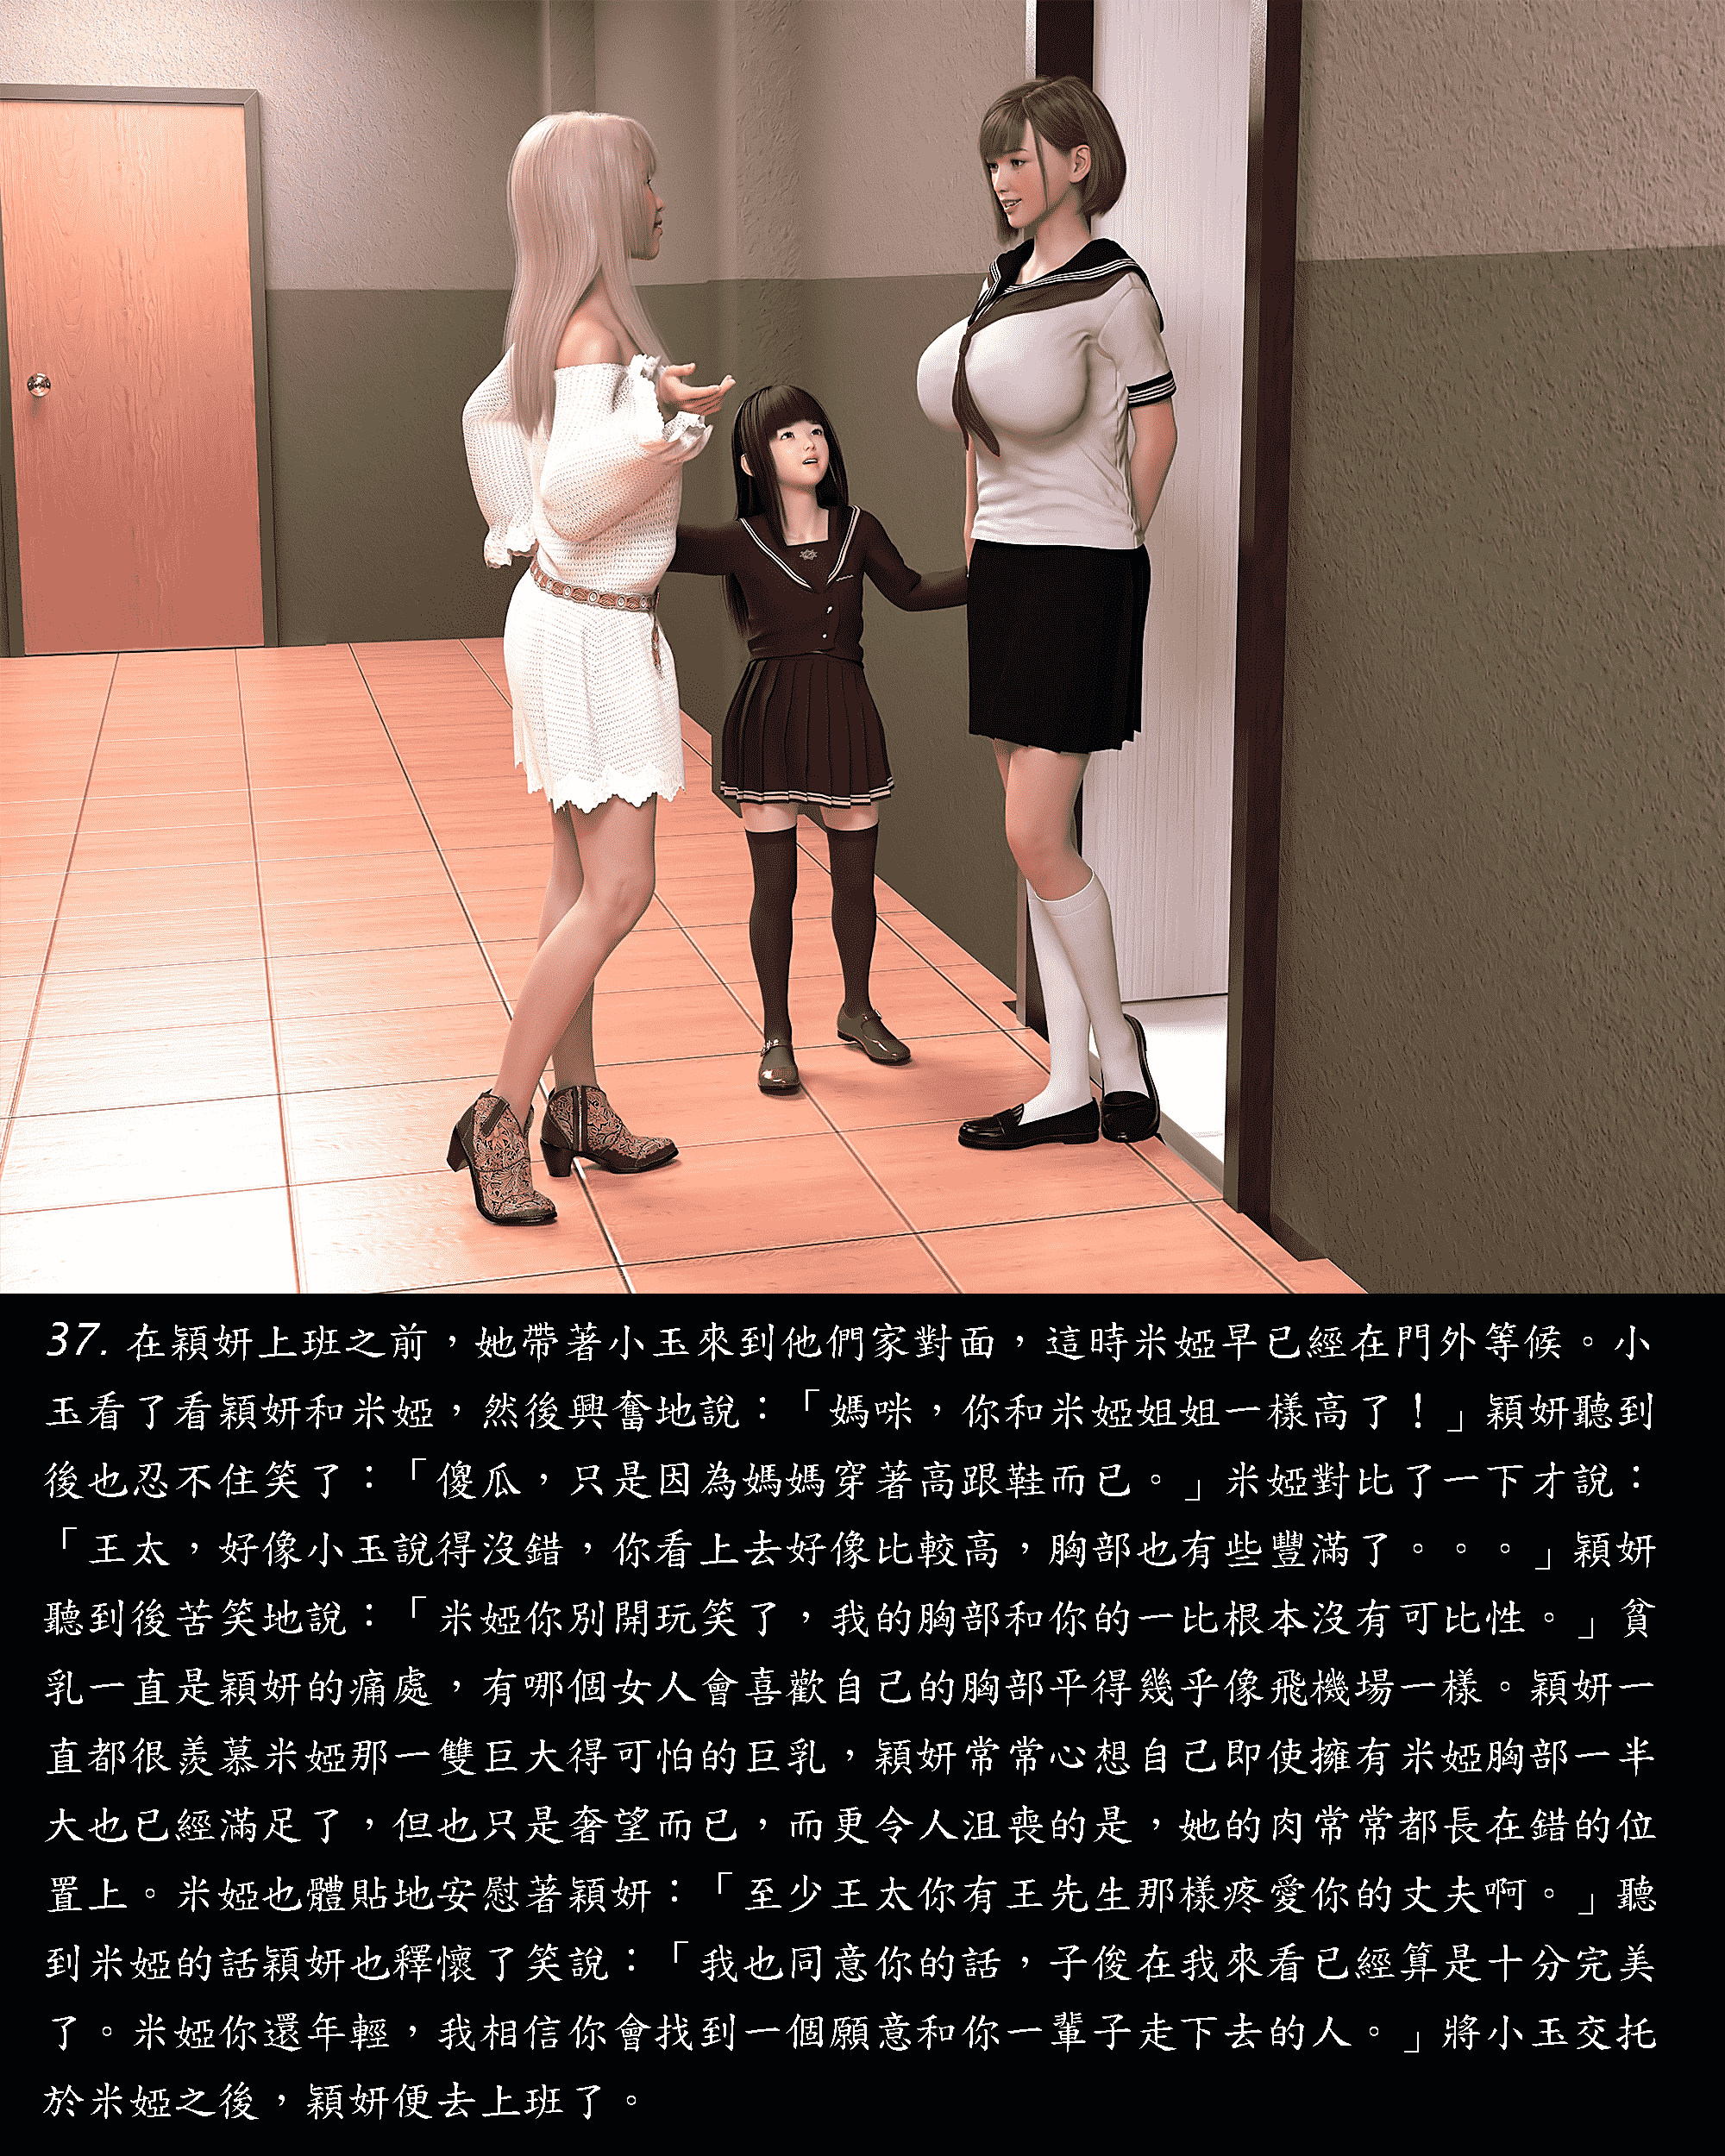 37. 在穎妍上班之前，她帶著小玉來到他們家對面，這時米婭早已經在門外等候。小
玉看了看穎妍和米婭，然後興奮地說：「媽咪，你和米婭姐姐一樣高了！」穎妍聽到
後也忍不住笑了：「傻瓜，只是因為媽媽穿著高跟鞋而已。」米婭對比了一下才說：
「王太，好像小玉說得沒錯，你看上去好像比較高，胸部也有些豐滿了。。。」穎妍
聽到後苦笑地說：「米婭你別開玩笑了，我的胸部和你的一比根本沒有可比性。」貧
乳一直是穎妍的痛處，有哪個女人會喜歡自己的胸部平得幾乎像飛機場一樣。穎妍一
直都很羨慕米婭那一雙巨大得可怕的巨乳，穎妍常常心想自己即使擁有米婭胸部一半
大也已經滿足了，但也只是奢望而已，而更令人沮喪的是，她的肉常常都長在錯的位
置上。米婭也體貼地安慰著穎妍：「至少王太你有王先生那樣疼愛你的丈夫啊。」聽
到米婭的話穎妍也釋懷了笑說：「我也同意你的話，子俊在我來看已經算是十分完美
了。米婭你還年輕，我相信你會找到一個願意和你一輩子走下去的人。」將小玉交托
於米婭之後，穎妍便去上班了。